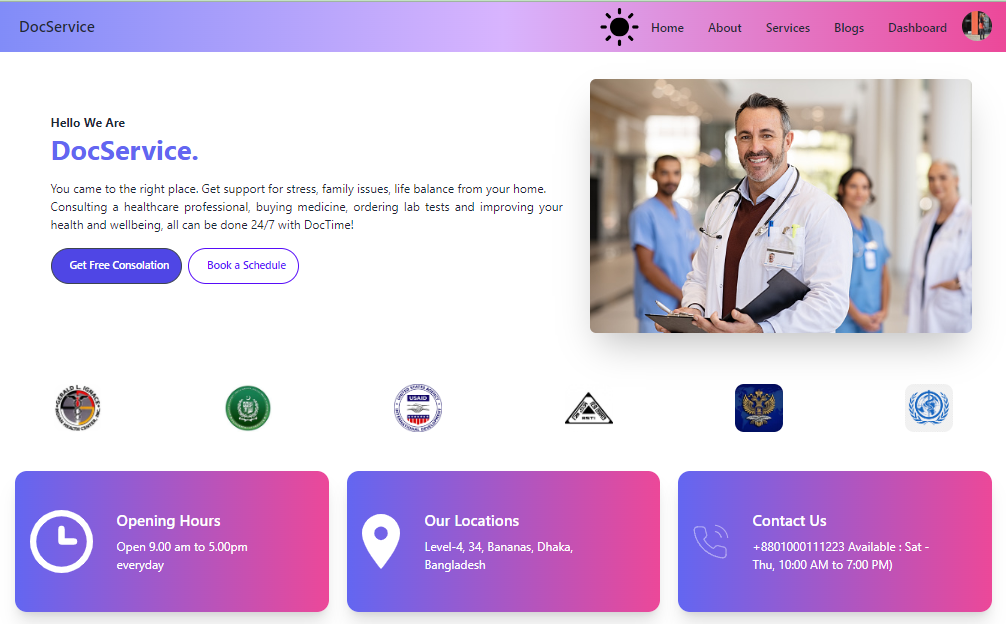 DocService
Home About Services Blogs Dashboard
Hello We Are
DocService.
You came to the right place. Get support for stress, family issues, life balance from your home.
Consulting a healthcare professional, buying medicine, ordering lab tests and improving your
health and wellbeing, all can be done 24/7 with DocTime!
Get Free Consolation Book a Schedule
USAID
Opening Hours
Open 9.00 am to 5.00pm
everyday
Our Locations
Level-4, 34, Bananas, Dhaka,
Bangladesh
Contact Us
+8801000111223 Available : Sat -
Thu, 10:00 AM to 7:00 PM)